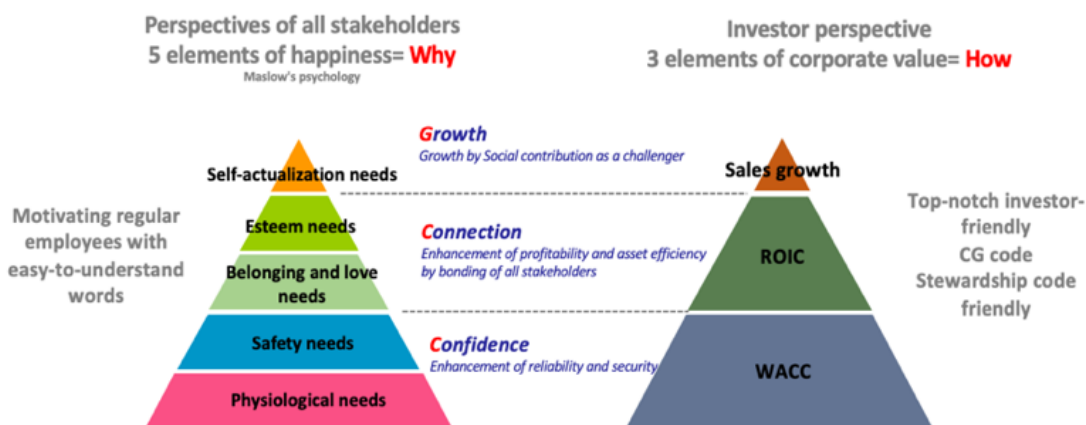 Perspectives of all stakeholders
5 elements of happiness= Why
Maslow's psychology
Investor perspective
3 elements of corporate value= How
Growth
Growth by Social contribution as a challenger
Self-actualization needs
Sales growth
Motivating regular
employees with
easy-to-understand
words
Esteem needs
Belonging and love
needs
Connection
Enhancement of profitability and asset efficiency
by bonding of all stakeholders
ROIC
Top-notch investor-
friendly
CG code
Stewardship code
friendly
Safety needs
Confidence
Enhancement of reliability and security
WACC
Physiological needs